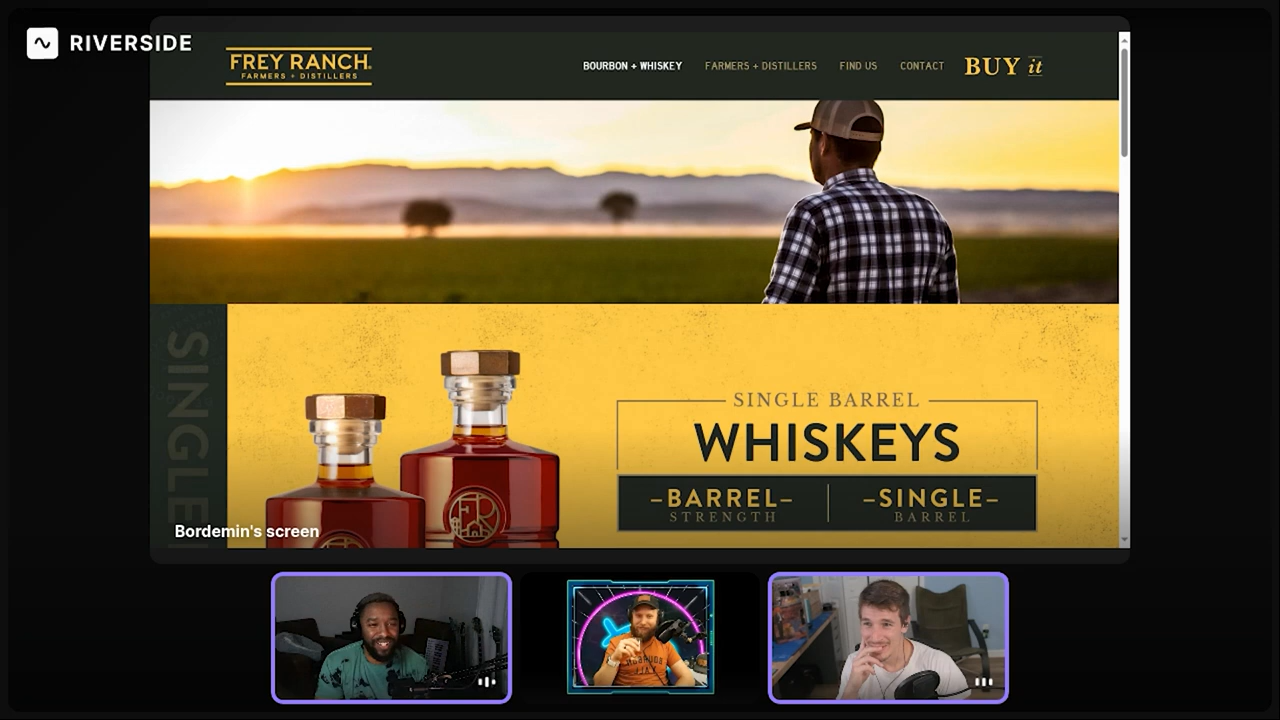 RIVERSIDE
FREY RANCH®
FARMERS + DISTILLERS
BOURBON + WHISKEY FARMERS + DISTILLERS FIND US CONTACT BUY it
SINGLE
SINGLE BARREL
WHISKEYS
–BARREL–
STRENGTH
–SINGLE–
BARREL
FR
Bordemin's screen